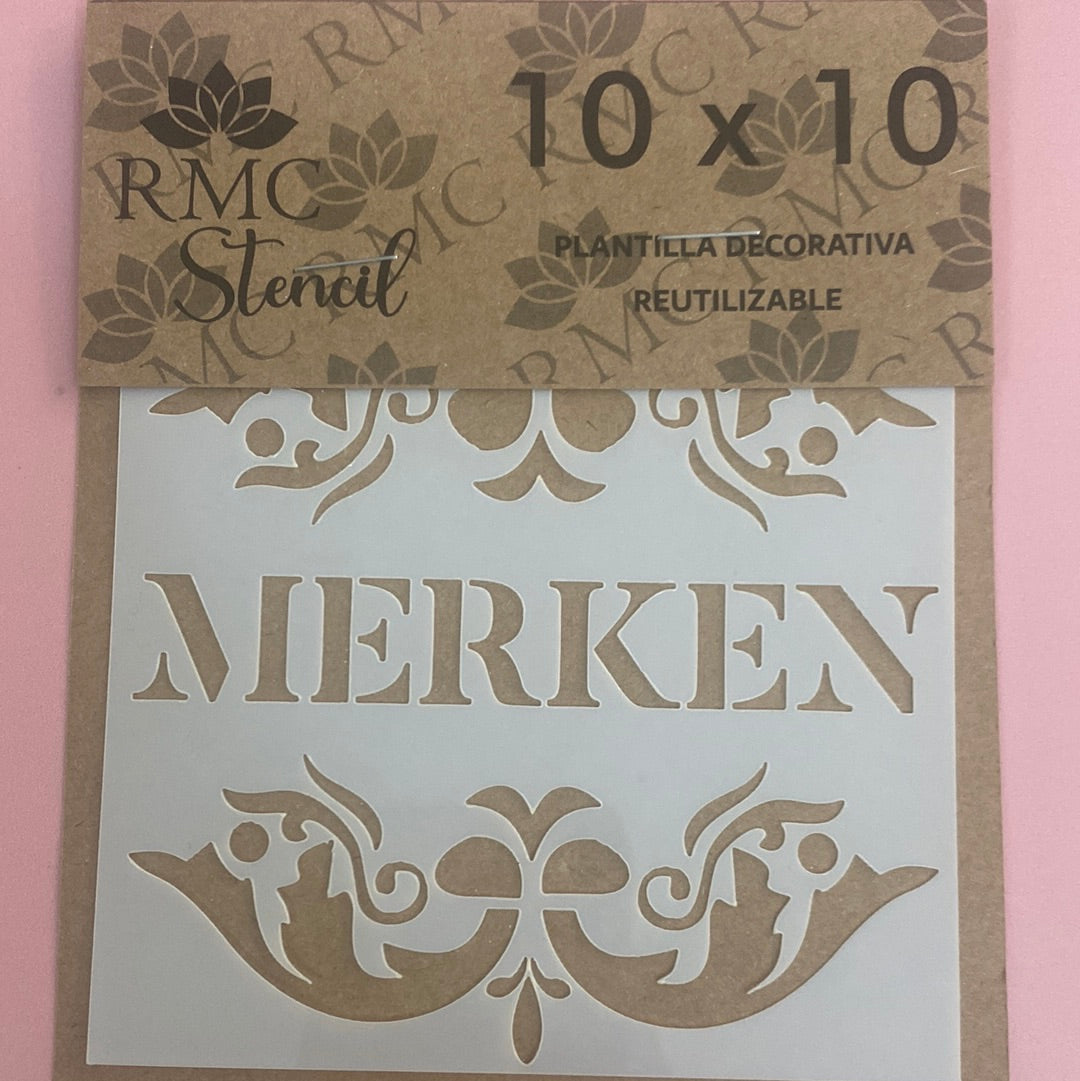 RMC
Stencil
10 x 10
PLANTILLA DECORATIVA
REUTILIZABLE
MERKEN